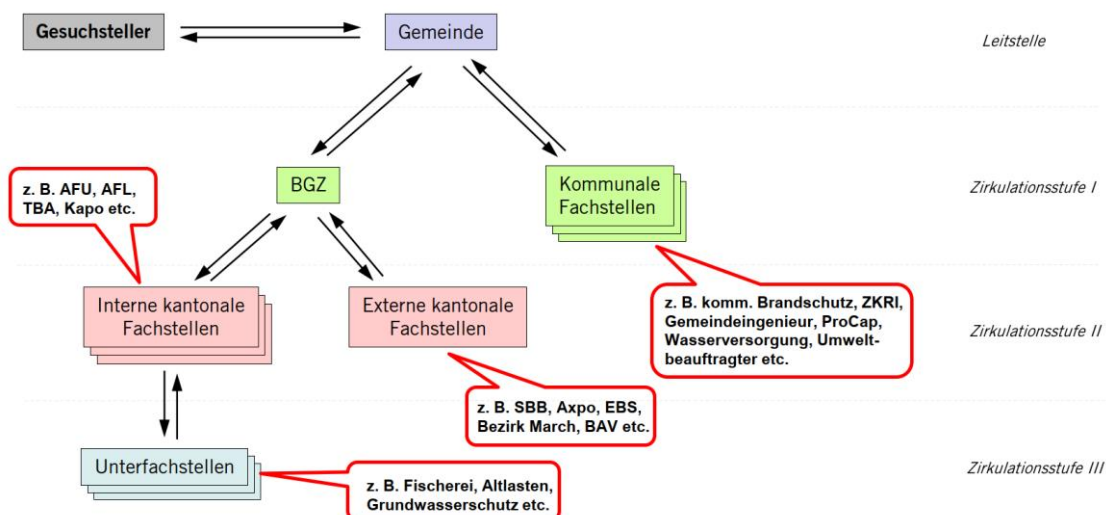 Gesuchsteller
Gemeinde
Leitstelle
BGZ
Kommunale
Fachstellen
Zirkulationsstufe I
z. B. AFU, AFL,
TBA, Kapo etc.
Interne kantonale
Fachstellen
Externe kantonale
Fachstellen
z. B. komm. Brandschutz, ZKRI,
Gemeindeingenieur, ProCap,
Wasserversorgung, Umwelt-
beauftragter etc.
Zirkulationsstufe II
z. B. SBB, Axpo, EBS,
Bezirk March, BAV etc.
Unterfachstellen
z. B. Fischerei, Altlasten,
Grundwasserschutz etc.
Zirkulationsstufe III